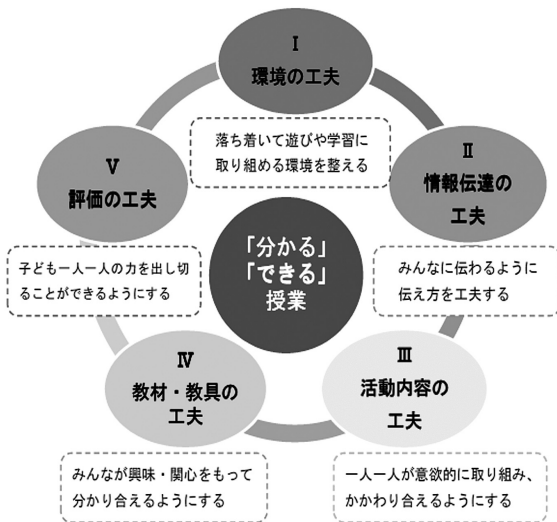 Ⅰ
環境の工夫
落ち着いて遊びや学習に
取り組める環境を整える
Ⅱ
情報伝達の
工夫
みんなに伝わるように
伝え方を工夫する
Ⅲ
活動内容の
工夫
一人一人が意欲的に取り組み、
かかわり合えるようにする
Ⅳ
教材・教具の
工夫
みんなが興味・関心をもって
分かり合えるようにする
Ⅴ
評価の工夫
子ども一人一人の力を出し切
ることができるようにする
「分かる」
「できる」
授業